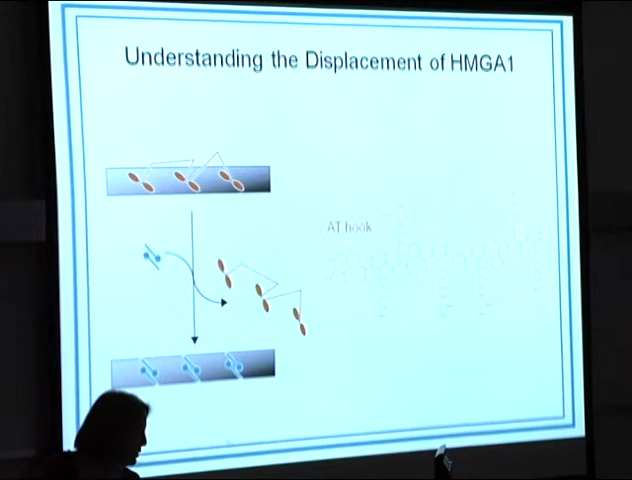 Understanding the Displacement of HMGA1
AT hook